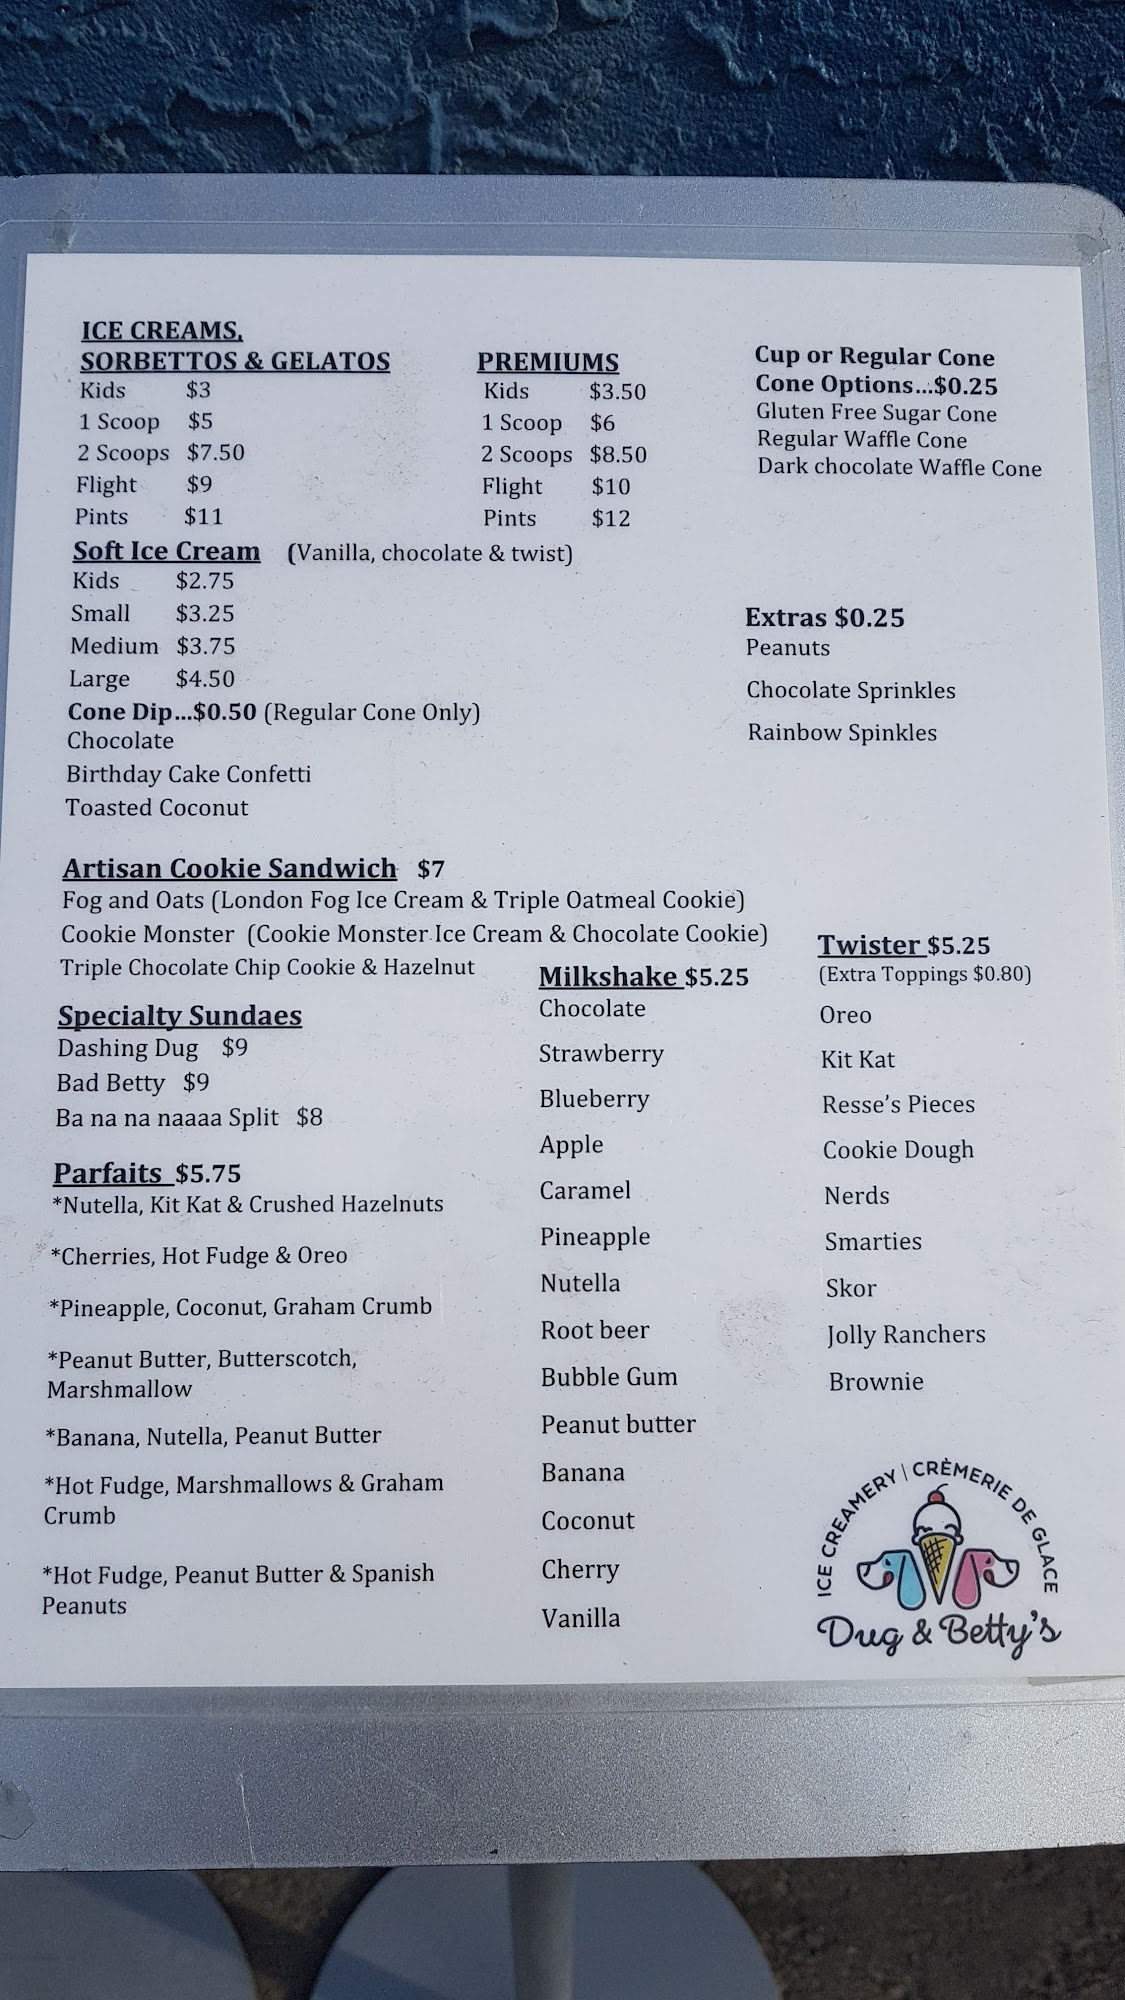 ICE CREAMS,
SORBETTOS & GELATOS
Kids $3
1 Scoop $5
2 Scoops $7.50
Flight $9
Pints $11
PREMIUMS
Kids $3.50
1 Scoop $6
2 Scoops $8.50
Flight $10
Pints $12
Cup or Regular Cone
Cone Options...$0.25
Gluten Free Sugar Cone
Regular Waffle Cone
Dark chocolate Waffle Cone
Soft Ice Cream (Vanilla, chocolate & twist)
Kids $2.75
Small $3.25
Medium $3.75
Large $4.50
Cone Dip...$0.50 (Regular Cone Only)
Chocolate
Birthday Cake Confetti
Toasted Coconut
Extras $0.25
Peanuts
Chocolate Sprinkles
Rainbow Spinkles
Artisan Cookie Sandwich $7
Fog and Oats (London Fog Ice Cream & Triple Oatmeal Cookie)
Cookie Monster (Cookie Monster Ice Cream & Chocolate Cookie)
Triple Chocolate Chip Cookie & Hazelnut
Specialty Sundaes
Dashing Dug $9
Bad Betty $9
Ba na na naaaa Split $8
Parfaits $5.75
*Nutella, Kit Kat & Crushed Hazelnuts
*Cherries, Hot Fudge & Oreo
*Pineapple, Coconut, Graham Crumb
*Peanut Butter, Butterscotch,
Marshmallow
*Banana, Nutella, Peanut Butter
*Hot Fudge, Marshmallows & Graham
Crumb
*Hot Fudge, Peanut Butter & Spanish
Peanuts
Milkshake $5.25
Chocolate
Strawberry
Blueberry
Apple
Caramel
Pineapple
Nutella
Root beer
Bubble Gum
Peanut butter
Banana
Coconut
Cherry
Vanilla
Twister $5.25
(Extra Toppings $0.80)
Oreo
Kit Kat
Resse's Pieces
Cookie Dough
Nerds
Smarties
Skor
Jolly Ranchers
Brownie
ICE CREAMERY | CRÈMERIE DE GLACE
Dug & Betty's